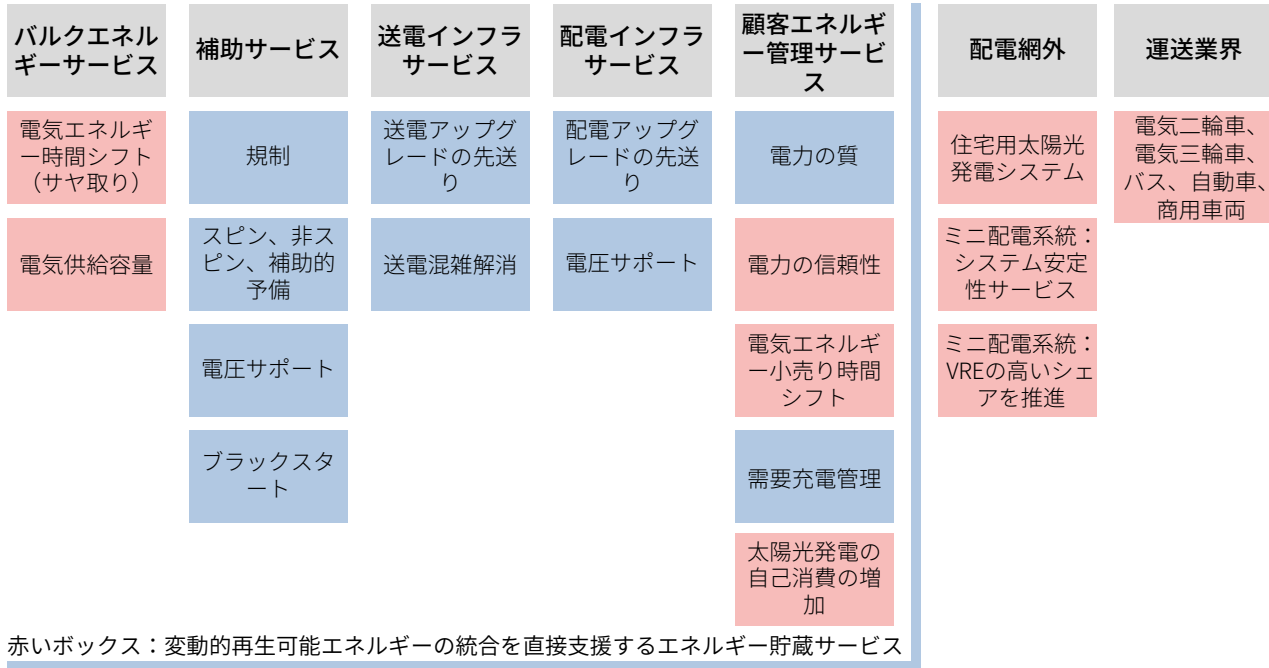 バルクエネル
ギーサービス
補助サービス
送電インフラ
サービス
配電インフラ
サービス
顧客エネルギ
ー管理サービ
ス
配電網外
運送業界
電気エネルギ
ー時間シフト
（サヤ取り）
電気供給容量
規制
スピン、非ス
ピン、補助的
予備
電圧サポート
ブラックスタ
ート
送電アップグ
レードの先送
り
送電混雑解消
配電アップグ
レードの先送
り
電圧サポート
電力の質
電力の信頼性
電気エネルギ
ー小売り時間
シフト
需要充電管理
太陽光発電の
自己消費の増
加
住宅用太陽光
発電システム
ミニ配電系統：
システム安定
性サービス
ミニ配電系統：
VREの高いシェ
アを推進
電気二輪車、
電気三輪車、
バス、自動車、
商用車両
赤いボックス：変動的再生可能エネルギーの統合を直接支援するエネルギー貯蔵サービス